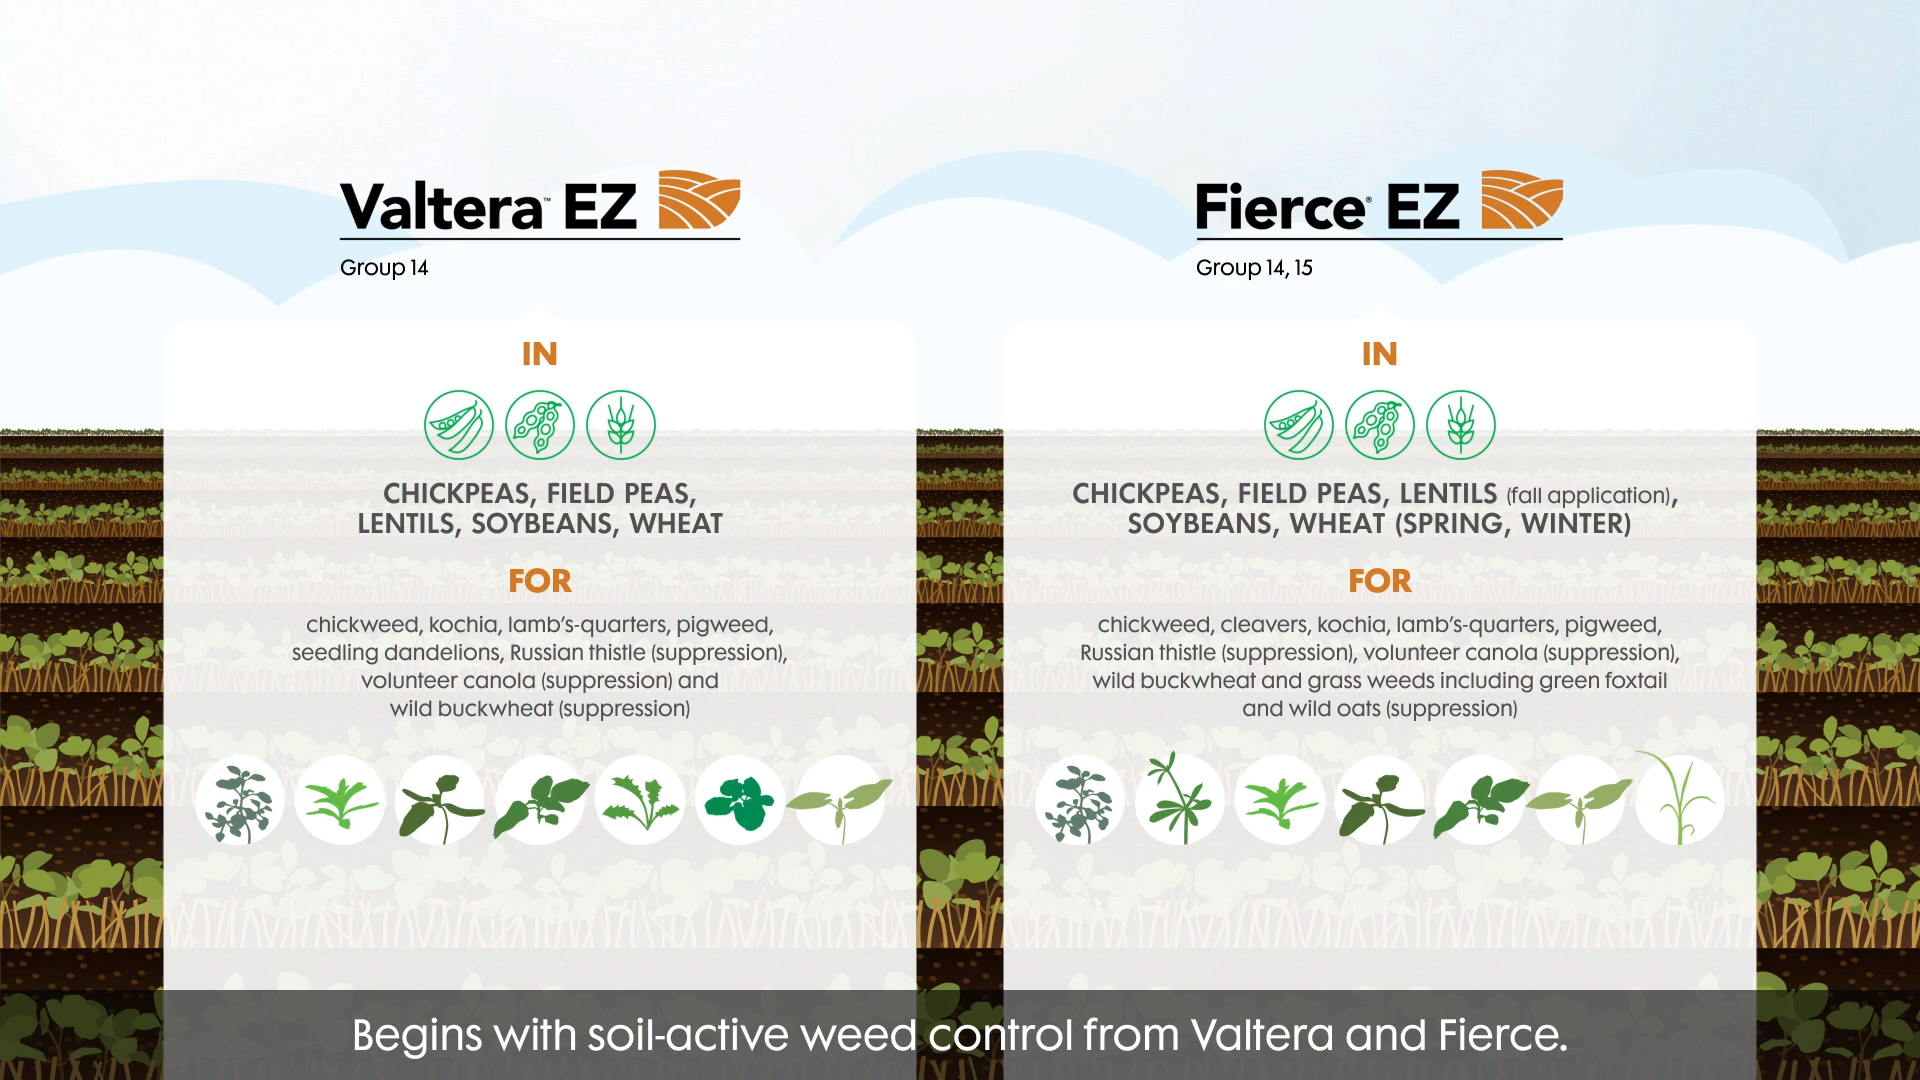 Valtera™ EZ
Group 14
IN
CHICKPEAS, FIELD PEAS,
LENTILS, SOYBEANS, WHEAT
FOR
chickweed, kochia, lamb's-quarters, pigweed,
seedling dandelions, Russian thistle (suppression),
volunteer canola (suppression) and
wild buckwheat (suppression)
Fierce® EZ
Group 14, 15
IN
CHICKPEAS, FIELD PEAS, LENTILS (fall application),
SOYBEANS, WHEAT (SPRING, WINTER)
FOR
chickweed, cleavers, kochia, lamb's-quarters, pigweed,
Russian thistle (suppression), volunteer canola (suppression),
wild buckwheat and grass weeds including green foxtail
and wild oats (suppression)
Begins with soil-active weed control from Valtera and Fierce.